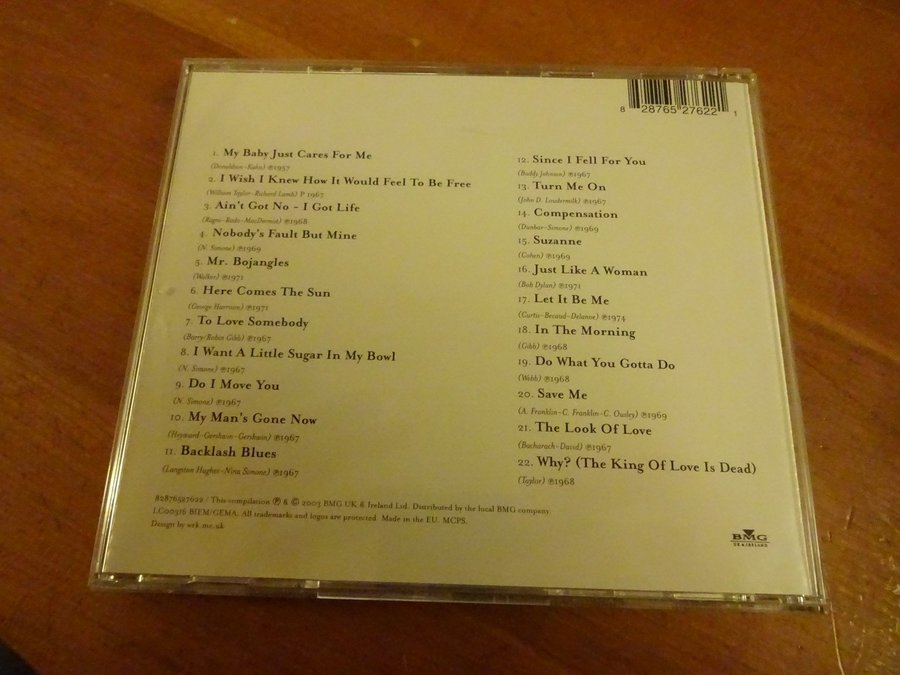 8 28765 27622 1
1. My Baby Just Cares For Me
(Donaldson-Kahn) ℗1957
2. I Wish I Knew How It Would Feel To Be Free
(William Taylor-Richard Lamb) P 1967
3. Ain't Got No - I Got Life
(Ragni-Rado-MacDermot) ℗1968
4. Nobody's Fault But Mine
(N. Simone) ℗1969
5. Mr. Bojangles
(Walker) ℗1971
6. Here Comes The Sun
(George Harrison) ℗1971
7. To Love Somebody
(Barry/Robin Gibb) ℗1967
8. I Want A Little Sugar In My Bowl
(N. Simone) ℗1967
9. Do I Move You
(N. Simone) ℗1967
10. My Man's Gone Now
(Heyward-Gershwin-Gershwin) ℗1967
11. Backlash Blues
(Langston Hughes-Nina Simone) ℗1967
12. Since I Fell For You
(Buddy Johnson) ℗1967
13. Turn Me On
(John D. Loudermilk) ℗1967
14. Compensation
(Dunbar-Simone) ℗1969
15. Suzanne
(Cohen) ℗1969
16. Just Like A Woman
(Bob Dylan) ℗1971
17. Let It Be Me
(Curtis-Becaud-Delanoe) ℗1974
18. In The Morning
(Gibb) ℗1968
19. Do What You Gotta Do
(Webb) ℗1968
20. Save Me
(A. Franklin-C. Franklin-C. Ousley) ℗1969
21. The Look Of Love
(Bacharach-David) ℗1967
22. Why? (The King Of Love Is Dead)
(Taylor) ℗1968
82876527622 / This compilation ℗ & © 2003 BMG UK & Ireland Ltd. Distributed by the local BMG company
LC00316 BIEM/GEMA. All trademarks and logos are protected. Made in the EU. MCPS.
Design by wrk.me.uk
BMG
UK & IRELAND